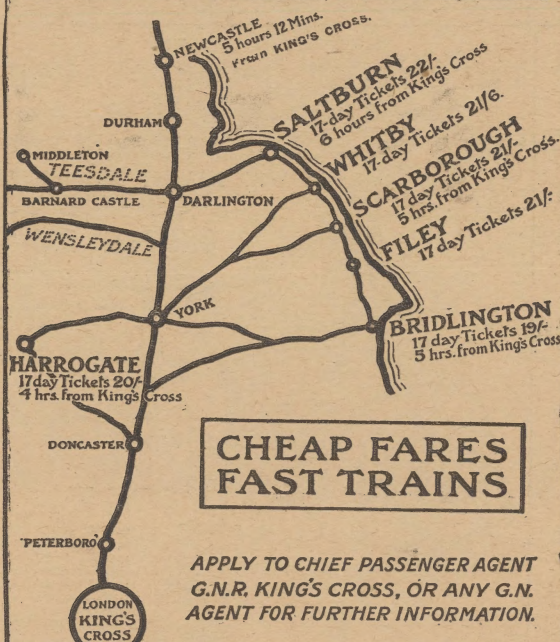 NEWCASTLE
5 hours 12 Mins.
from KING'S CROSS.
SALTBURN
17-day Tickets 22/-
6 hours from King's Cross
DURHAM
WHITBY
17-day Tickets 21/6.
MIDDLETON
TEESDALE
BARNARD CASTLE
DARLINGTON
SCARBOROUGH
17 day Tickets 21/-
5 hrs. from King's Cross.
WENSLEYDALE
FILEY
17 day Tickets 21/-
YORK
BRIDLINGTON
17 day Tickets 19/-
5 hrs. from King's Cross
HARROGATE
17 day Tickets 20/-
4 hrs. from King's Cross
DONCASTER
CHEAP FARES
FAST TRAINS
PETERBORO'
APPLY TO CHIEF PASSENGER AGENT
G.N.R. KING'S CROSS, OR ANY G.N.
AGENT FOR FURTHER INFORMATION.
LONDON
KING'S
CROSS